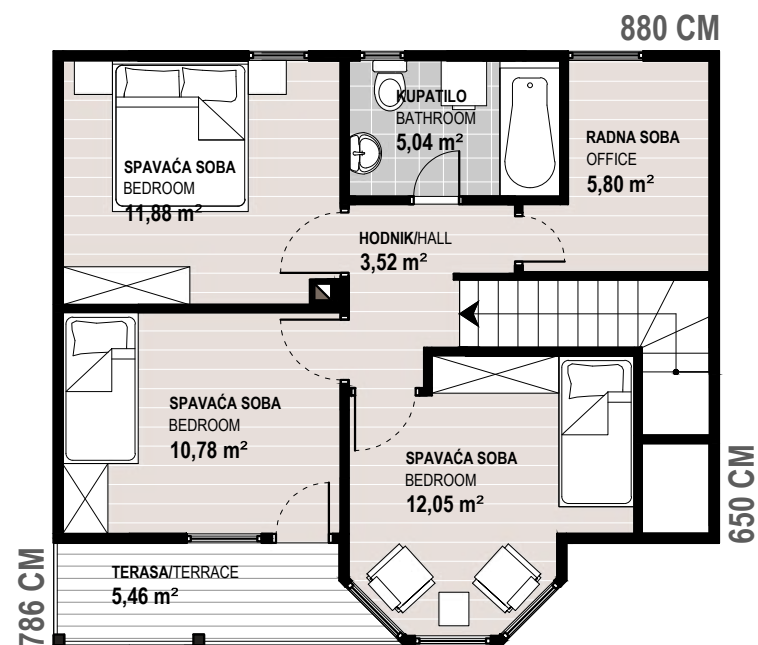 880 CM
SPAVAĆA SOBA
BEDROOM
11,88 m²
KUPATILO
BATHROOM
5,04 m²
RADNA SOBA
OFFICE
5,80 m²
HODNIK/HALL
3,52 m²
SPAVAĆA SOBA
BEDROOM
10,78 m²
SPAVAĆA SOBA
BEDROOM
12,05 m²
650 CM
TERASA/TERRACE
5,46 m²
786 CM